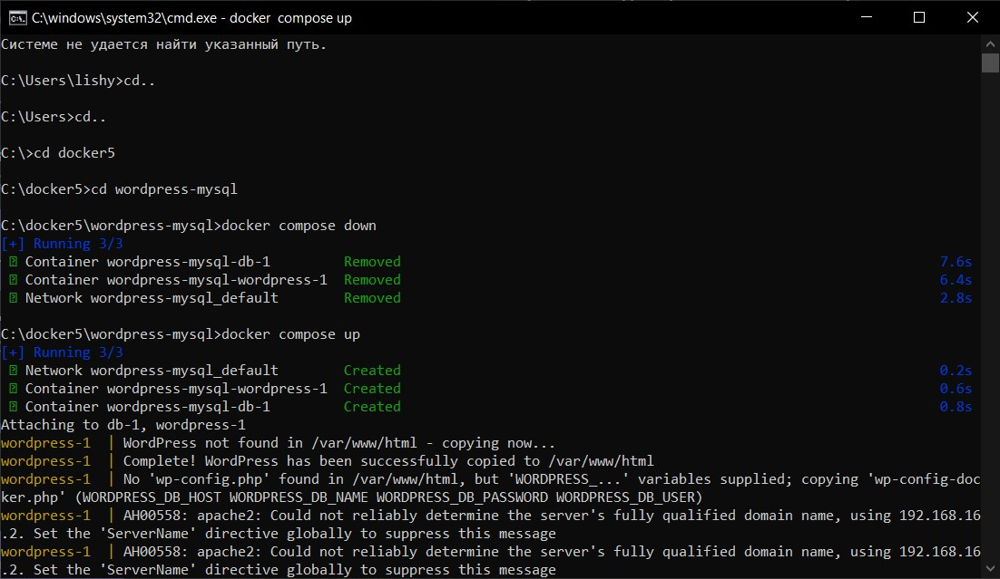 C:\windows\system32\cmd.exe - docker compose up
Системе не удается найти указанный путь.
C:\Users\lishy>cd..
C:\Users>cd..
C:\>cd docker5
C:\docker5>cd wordpress-mysql
C:\docker5\wordpress-mysql>docker compose down
[+] Running 3/3
Container wordpress-mysql-db-1 Removed 7.6s
Container wordpress-mysql-wordpress-1 Removed 6.4s
Network wordpress-mysql_default Removed 2.8s
C:\docker5\wordpress-mysql>docker compose up
[+] Running 3/3
Network wordpress-mysql_default Created 0.2s
Container wordpress-mysql-wordpress-1 Created 0.6s
Container wordpress-mysql-db-1 Created 0.8s
Attaching to db-1, wordpress-1
wordpress-1 | WordPress not found in /var/www/html - copying now...
wordpress-1 | Complete! WordPress has been successfully copied to /var/www/html
wordpress-1 | No 'wp-config.php' found in /var/www/html, but 'WORDPRESS_...' variables supplied; copying 'wp-config-doc
ker.php' (WORDPRESS_DB_HOST WORDPRESS_DB_NAME WORDPRESS_DB_PASSWORD WORDPRESS_DB_USER)
wordpress-1 | AH00558: apache2: Could not reliably determine the server's fully qualified domain name, using 192.168.16
.2. Set the 'ServerName' directive globally to suppress this message
wordpress-1 | AH00558: apache2: Could not reliably determine the server's fully qualified domain name, using 192.168.16
.2. Set the 'ServerName' directive globally to suppress this message